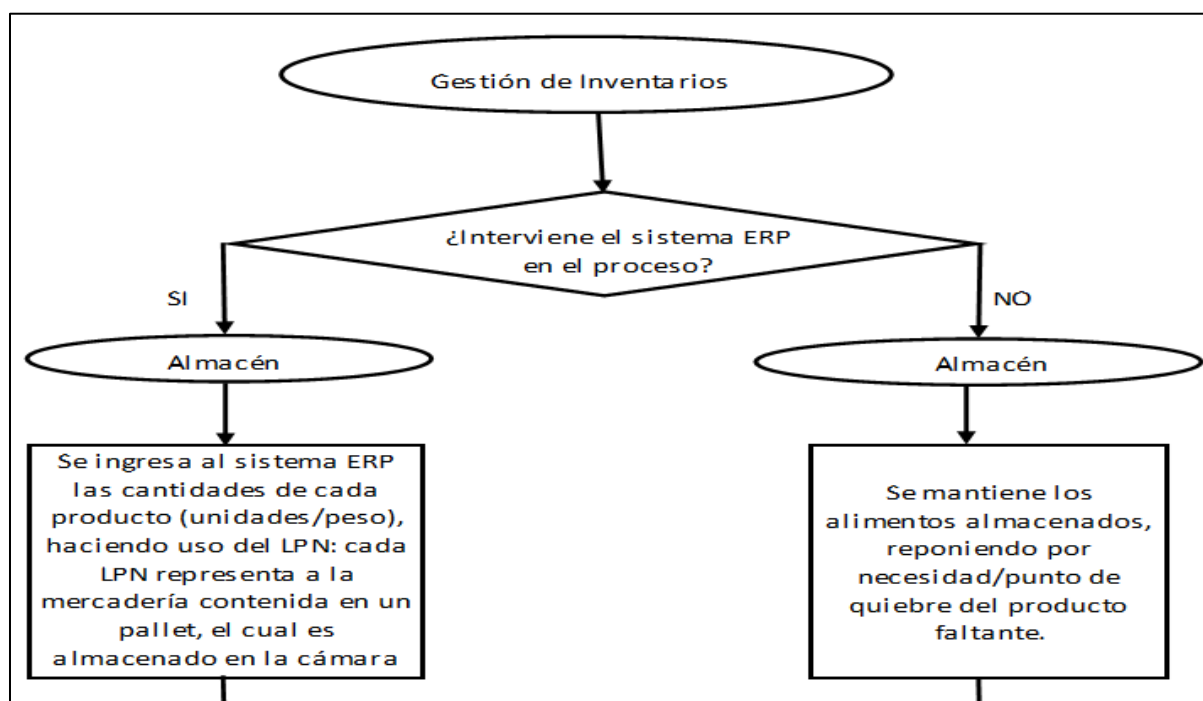 Gestión de Inventarios
¿Interviene el sistema ERP
en el proceso?
SI
NO
Almacén
Almacén
Se ingresa al sistema ERP
las cantidades de cada
producto (unidades/peso),
haciendo uso del LPN: cada
LPN representa a la
mercadería contenida en un
pallet, el cual es
almacenado en la cámara
Se mantiene los
alimentos almacenados,
reponiendo por
necesidad/punto de
quiebre del producto
faltante.